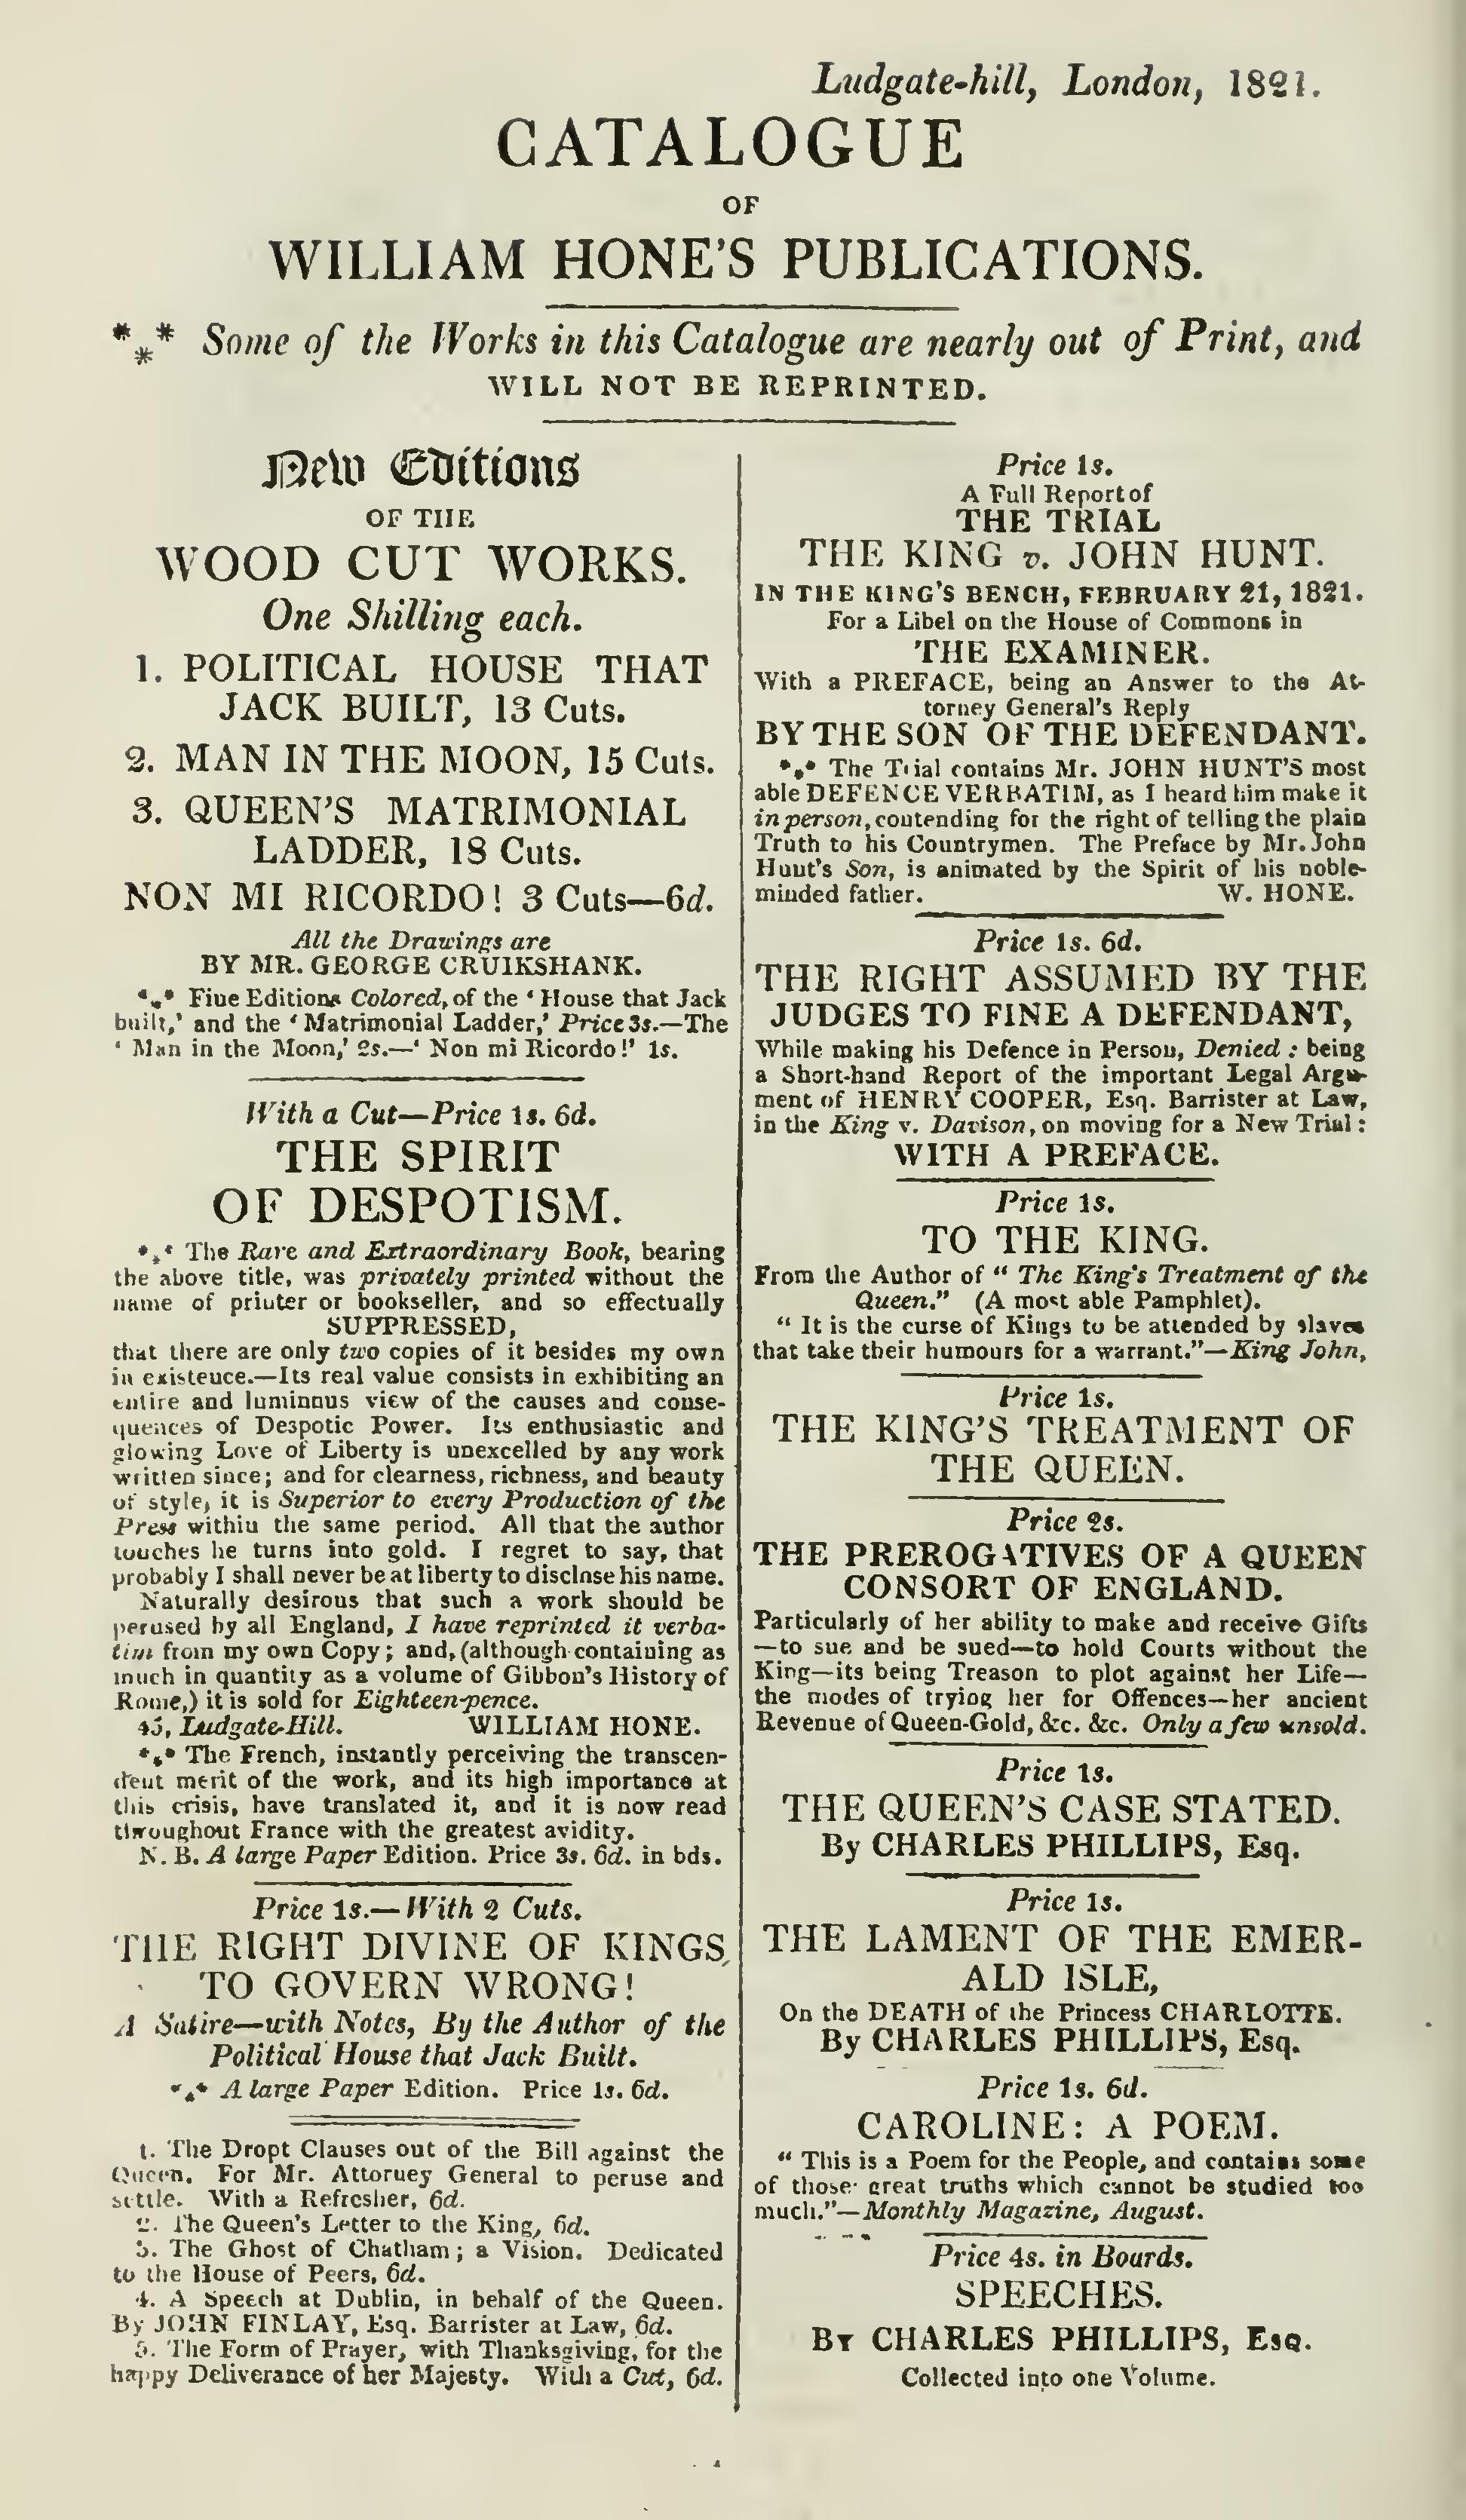 Ludgate-hill, London, 1821.
CATALOGUE
OF
WILLIAM HONE'S PUBLICATIONS.
*** Some of the Works in this Catalogue are nearly out of Print, and
WILL NOT BE REPRINTED.
New Editions
OF THE
WOOD CUT WORKS.
One Shilling each.
1. POLITICAL HOUSE THAT
JACK BUILT, 13 Cuts.
2. MAN IN THE MOON, 15 Cuts.
3. QUEEN'S MATRIMONIAL
LADDER, 18 Cuts.
NON MI RICORDO! 3 Cuts—6d.
All the Drawings are
BY MR. GEORGE CRUIKSHANK.
*** Fine Editions Colored, of the ‘House that Jack
built,’ and the ‘Matrimonial Ladder,’ Price 3s.—The
‘Man in the Moon,’ 2s.—‘Non mi Ricordo!’ 1s.
With a Cut—Price 1s. 6d.
THE SPIRIT
OF DESPOTISM.
*** The Rare and Extraordinary Book, bearing
the above title, was privately printed without the
name of printer or bookseller, and so effectually
SUPPRESSED,
that there are only two copies of it besides my own
in existence.—Its real value consists in exhibiting an
entire and luminous view of the causes and conse-
quences of Despotic Power. Its enthusiastic and
glowing Love of Liberty is unexcelled by any work
written since; and for clearness, richness, and beauty
of style, it is Superior to every Production of the
Press within the same period. All that the author
touches he turns into gold. I regret to say, that
probably I shall never be at liberty to disclose his name.
Naturally desirous that such a work should be
perused by all England, I have reprinted it verba-
tim from my own Copy; and, (although containing as
much in quantity as a volume of Gibbon's History of
Rome,) it is sold for Eighteen-pence.
45, Ludgate-Hill. WILLIAM HONE.
*** The French, instantly perceiving the transcen-
dent merit of the work, and its high importance at
this crisis, have translated it, and it is now read
throughout France with the greatest avidity.
N. B. A large Paper Edition. Price 3s. 6d. in bds.
Price 1s.—With 2 Cuts.
THE RIGHT DIVINE OF KINGS,
TO GOVERN WRONG!
A Satire—with Notes, By the Author of the
Political House that Jack Built.
*** A large Paper Edition. Price 1s. 6d.
1. The Dropt Clauses out of the Bill against the
Queen. For Mr. Attorney General to peruse and
settle. With a Refresher, 6d.
2. The Queen's Letter to the King, 6d.
3. The Ghost of Chatham; a Vision. Dedicated
to the House of Peers, 6d.
4. A Speech at Dublin, in behalf of the Queen.
By JOHN FINLAY, Esq. Barrister at Law, 6d.
5. The Form of Prayer, with Thanksgiving, for the
happy Deliverance of her Majesty. With a Cut, 6d.
Price 1s.
A Full Report of
THE TRIAL
THE KING v. JOHN HUNT.
IN THE KING'S BENCH, FEBRUARY 21, 1821.
For a Libel on the House of Commons in
THE EXAMINER.
With a PREFACE, being an Answer to the At-
torney General's Reply
BY THE SON OF THE DEFENDANT.
*** The Trial contains Mr. JOHN HUNT'S most
able DEFENCE VERBATIM, as I heard him make it
in person, contending for the right of telling the plain
Truth to his Countrymen. The Preface by Mr. John
Hunt's Son, is animated by the Spirit of his noble-
minded father. W. HONE.
Price 1s. 6d.
THE RIGHT ASSUMED BY THE
JUDGES TO FINE A DEFENDANT,
While making his Defence in Person, Denied: being
a Short-hand Report of the important Legal Argu-
ment of HENRY COOPER, Esq. Barrister at Law,
in the King v. Davison, on moving for a New Trial:
WITH A PREFACE.
Price 1s.
TO THE KING.
From the Author of “The King's Treatment of the
Queen.” (A most able Pamphlet).
“It is the curse of Kings to be attended by slaves
that take their humours for a warrant.”—King John,
Price 1s.
THE KING'S TREATMENT OF
THE QUEEN.
Price 2s.
THE PREROGATIVES OF A QUEEN
CONSORT OF ENGLAND.
Particularly of her ability to make and receive Gifts
—to sue and be sued—to hold Courts without the
King—its being Treason to plot against her Life—
the modes of trying her for Offences—her ancient
Revenue of Queen-Gold, &c. &c. Only a few unsold.
Price 1s.
THE QUEEN'S CASE STATED.
By CHARLES PHILLIPS, Esq.
Price 1s.
THE LAMENT OF THE EMER-
ALD ISLE,
On the DEATH of the Princess CHARLOTTE.
By CHARLES PHILLIPS, Esq.
Price 1s. 6d.
CAROLINE: A POEM.
“This is a Poem for the People, and contains some
of those great truths which cannot be studied too
much.”—Monthly Magazine, August.
Price 4s. in Boards.
SPEECHES.
BY CHARLES PHILLIPS, ESQ.
Collected into one Volume.